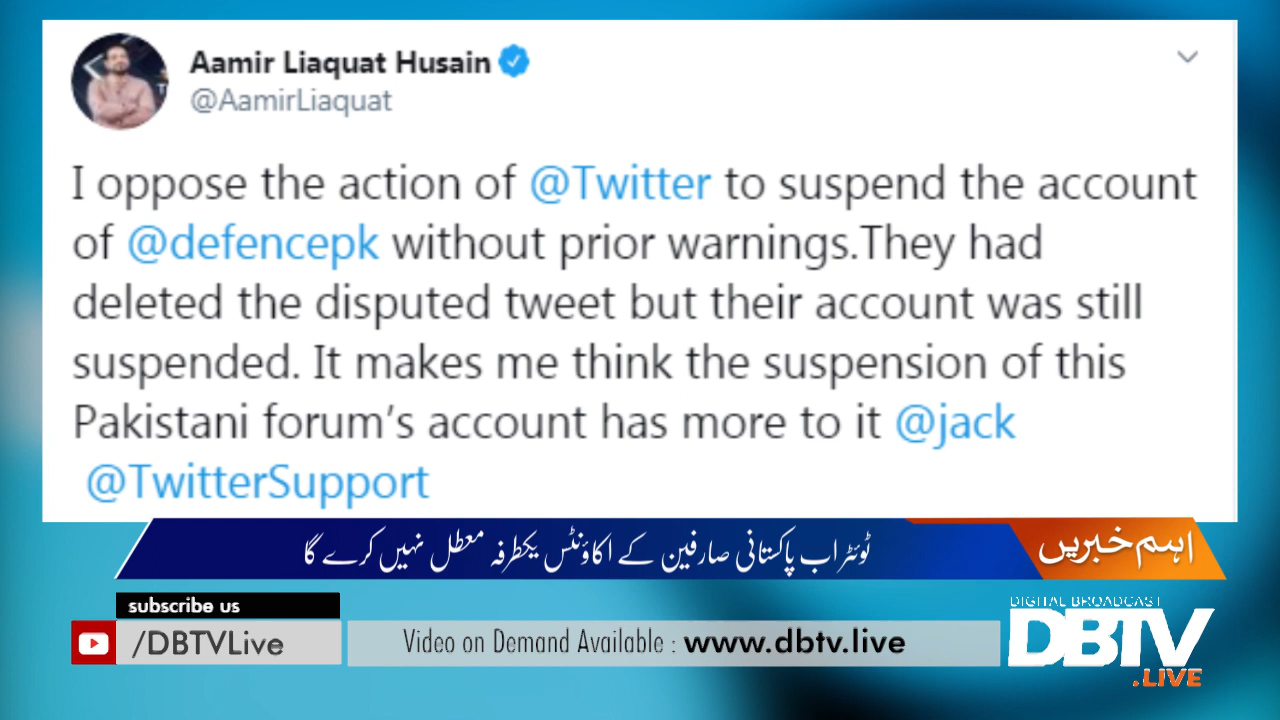 Aamir Liaquat Husain
@AamirLiaquat
I oppose the action of @Twitter to suspend the account
of @defencepk without prior warnings.They had
deleted the disputed tweet but their account was still
suspended. It makes me think the suspension of this
Pakistani forum's account has more to it @jack
@TwitterSupport
اہم خبریں
ٹوئٹر اب پاکستانی صارفین کے اکاؤنٹس یکطرفہ معطل نہیں کرے گا
subscribe us
/DBTVLive
Video on Demand Available : www.dbtv.live
DIGITAL BROADCAST
DBTV
.LIVE